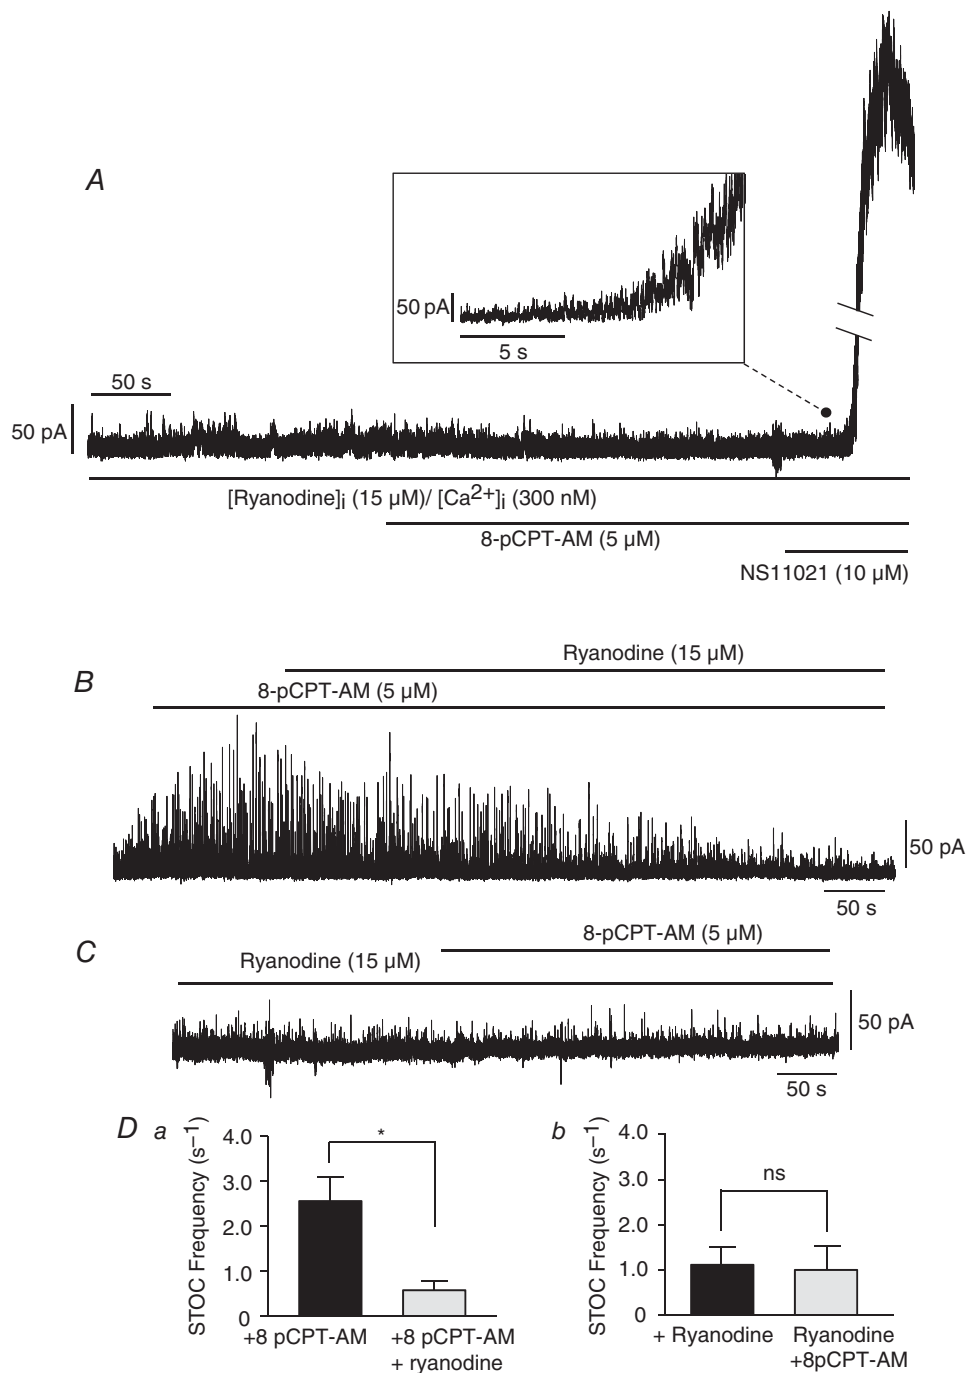 A
50 pA
5 s
50 s
50 pA
[Ryanodine]i (15 µM)/ [Ca2+]i (300 nM)
8-pCPT-AM (5 µM)
NS11021 (10 µM)
Ryanodine (15 µM)
B
8-pCPT-AM (5 µM)
50 pA
50 s
8-pCPT-AM (5 µM)
C
Ryanodine (15 µM)
50 pA
50 s
D a
STOC Frequency (s–1)
4.0
3.0
2.0
1.0
0
*
+8 pCPT-AM
+8 pCPT-AM
+ ryanodine
b
STOC Frequency (s–1)
4.0
3.0
2.0
1.0
0
ns
+ Ryanodine
Ryanodine
+8pCPT-AM